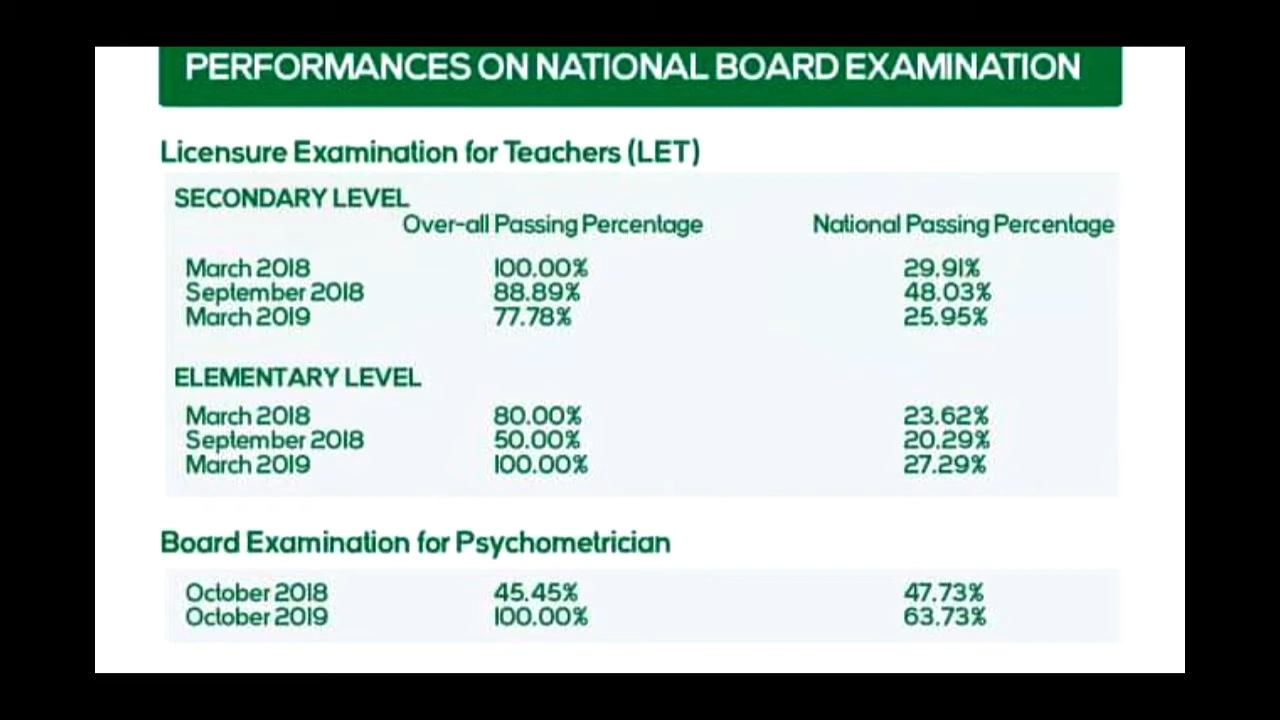 PERFORMANCES ON NATIONAL BOARD EXAMINATION
Licensure Examination for Teachers (LET)
SECONDARY LEVEL
Over-all Passing Percentage National Passing Percentage
March 2018 100.00% 29.91%
September 2018 88.89% 48.03%
March 2019 77.78% 25.95%
ELEMENTARY LEVEL
March 2018 80.00% 23.62%
September 2018 50.00% 20.29%
March 2019 100.00% 27.29%
Board Examination for Psychometrician
October 2018 45.45% 47.73%
October 2019 100.00% 63.73%